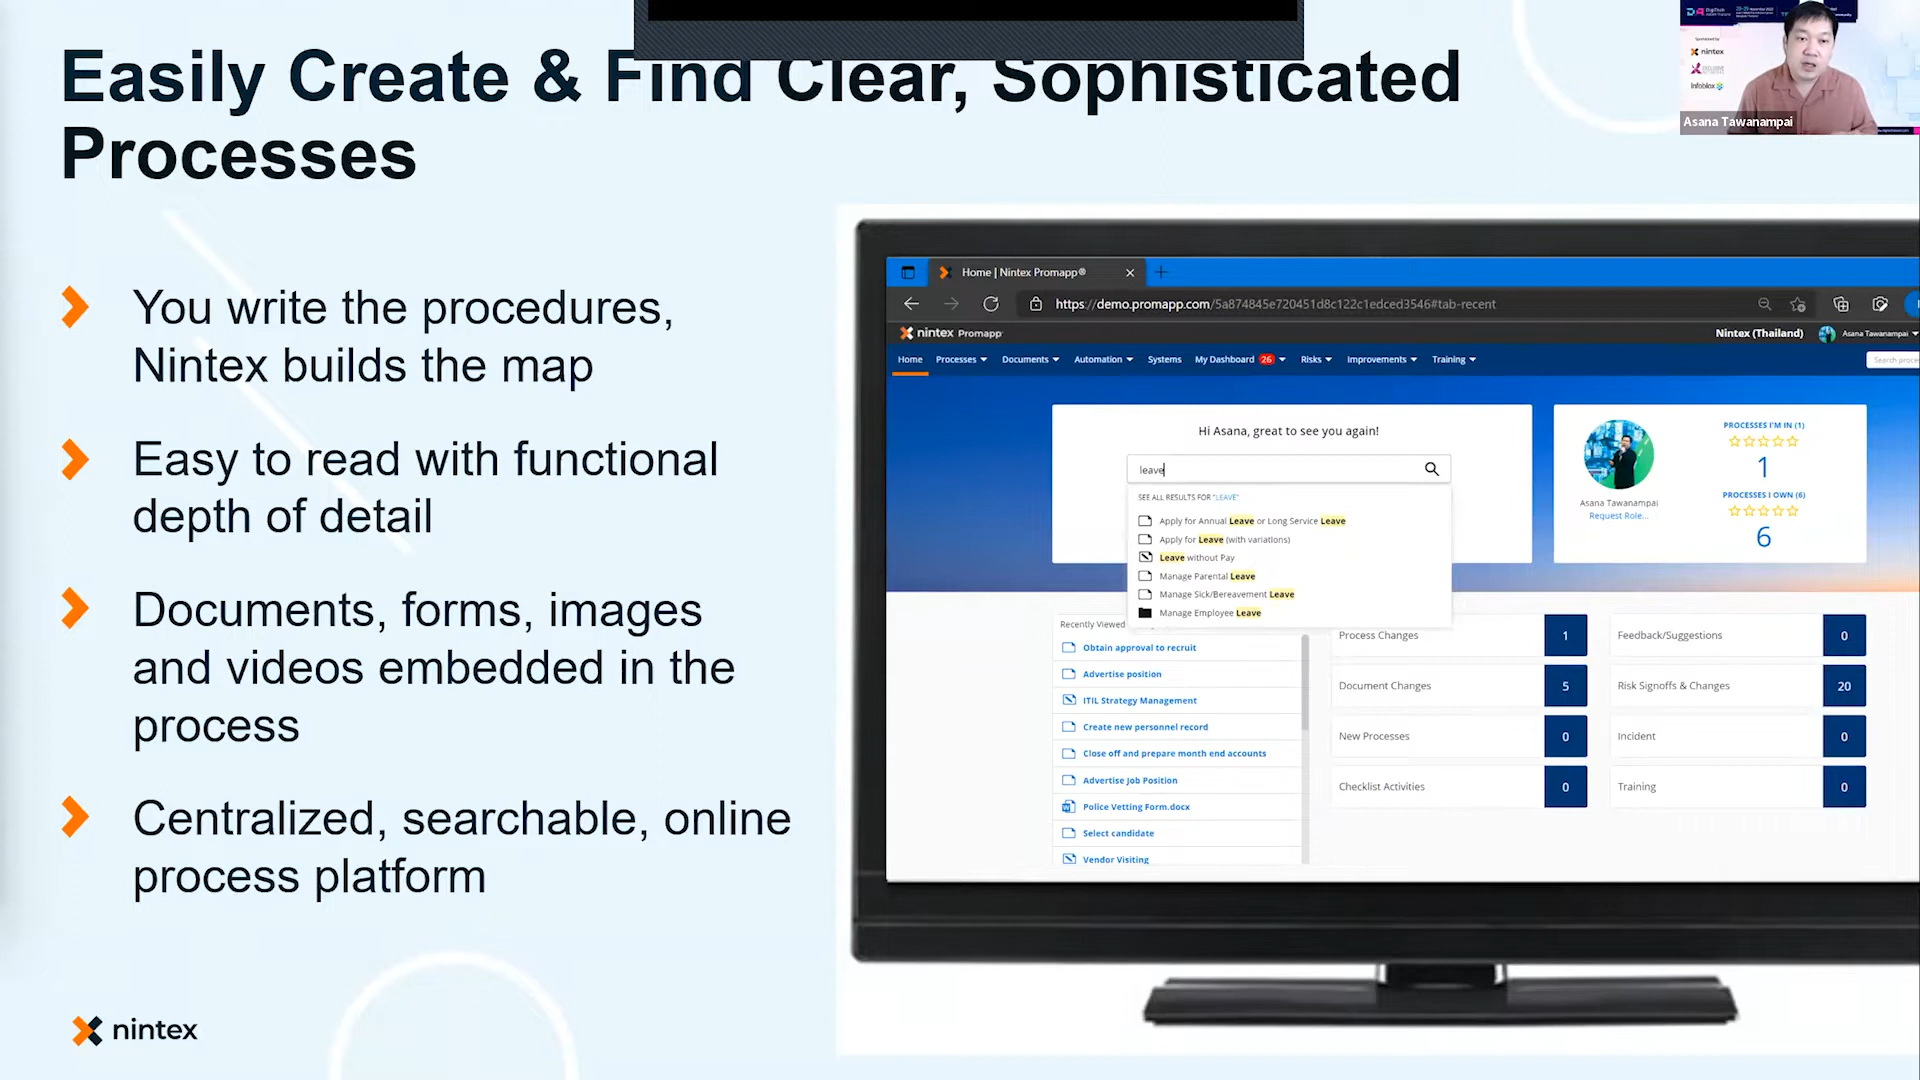 Easily Create & Find Clear, Sophisticated
Processes
You write the procedures,
Nintex builds the map
Easy to read with functional
depth of detail
Documents, forms, images
and videos embedded in the
process
Centralized, searchable, online
process platform
nintex
Home | Nintex Promapp®
https://demo.promapp.com/5a874845e720451d8c122c1edced3546#tab-recent
nintex Promapp
Nintex (Thailand)
Asana Tawanampai
Home
Processes
Documents
Automation
Systems
My Dashboard 26
Risks
Improvements
Training
Search
Hi Asana, great to see you again!
leave
SEE ALL RESULTS FOR "LEAVE"
Apply for Annual Leave or Long Service Leave
Apply for Leave (with variations)
Leave without Pay
Manage Parental Leave
Manage Sick/Bereavement Leave
Manage Employee Leave
Asana Tawanampai
Request Role...
PROCESSES I'M IN (1)
1
PROCESSES I OWN (6)
6
Recently Viewed
Obtain approval to recruit
Advertise position
ITIL Strategy Management
Create new personnel record
Close off and prepare month end accounts
Advertise Job Position
Police Vetting Form.docx
Select candidate
Vendor Visiting
Process Changes 1
Document Changes 5
New Processes 0
Checklist Activities 0
Feedback/Suggestions 0
Risk Signoffs & Changes 20
Incident 0
Training 0
nintex
Infoblox
Asana Tawanampai